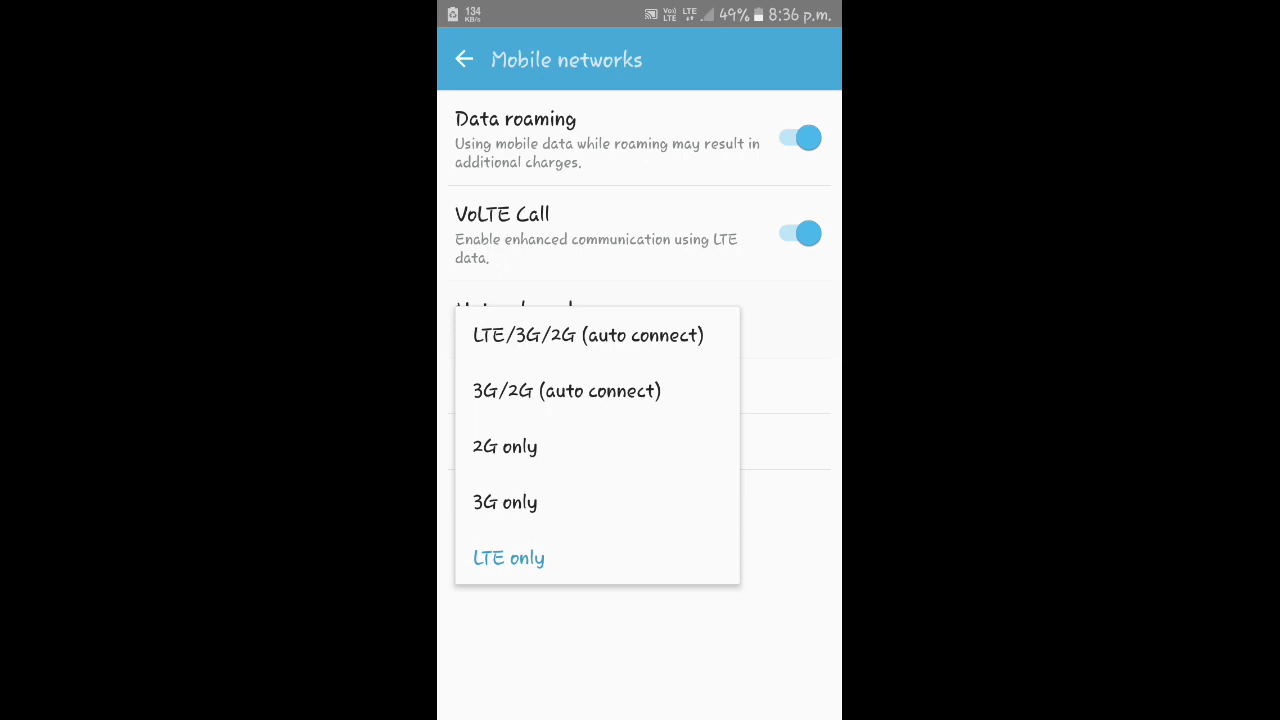 134
KB/s
Vo))
LTE
LTE
49%
8:36 p.m.
Mobile networks
Data roaming
Using mobile data while roaming may result in
additional charges.
VoLTE Call
Enable enhanced communication using LTE
data.
LTE/3G/2G (auto connect)
3G/2G (auto connect)
2G only
3G only
LTE only